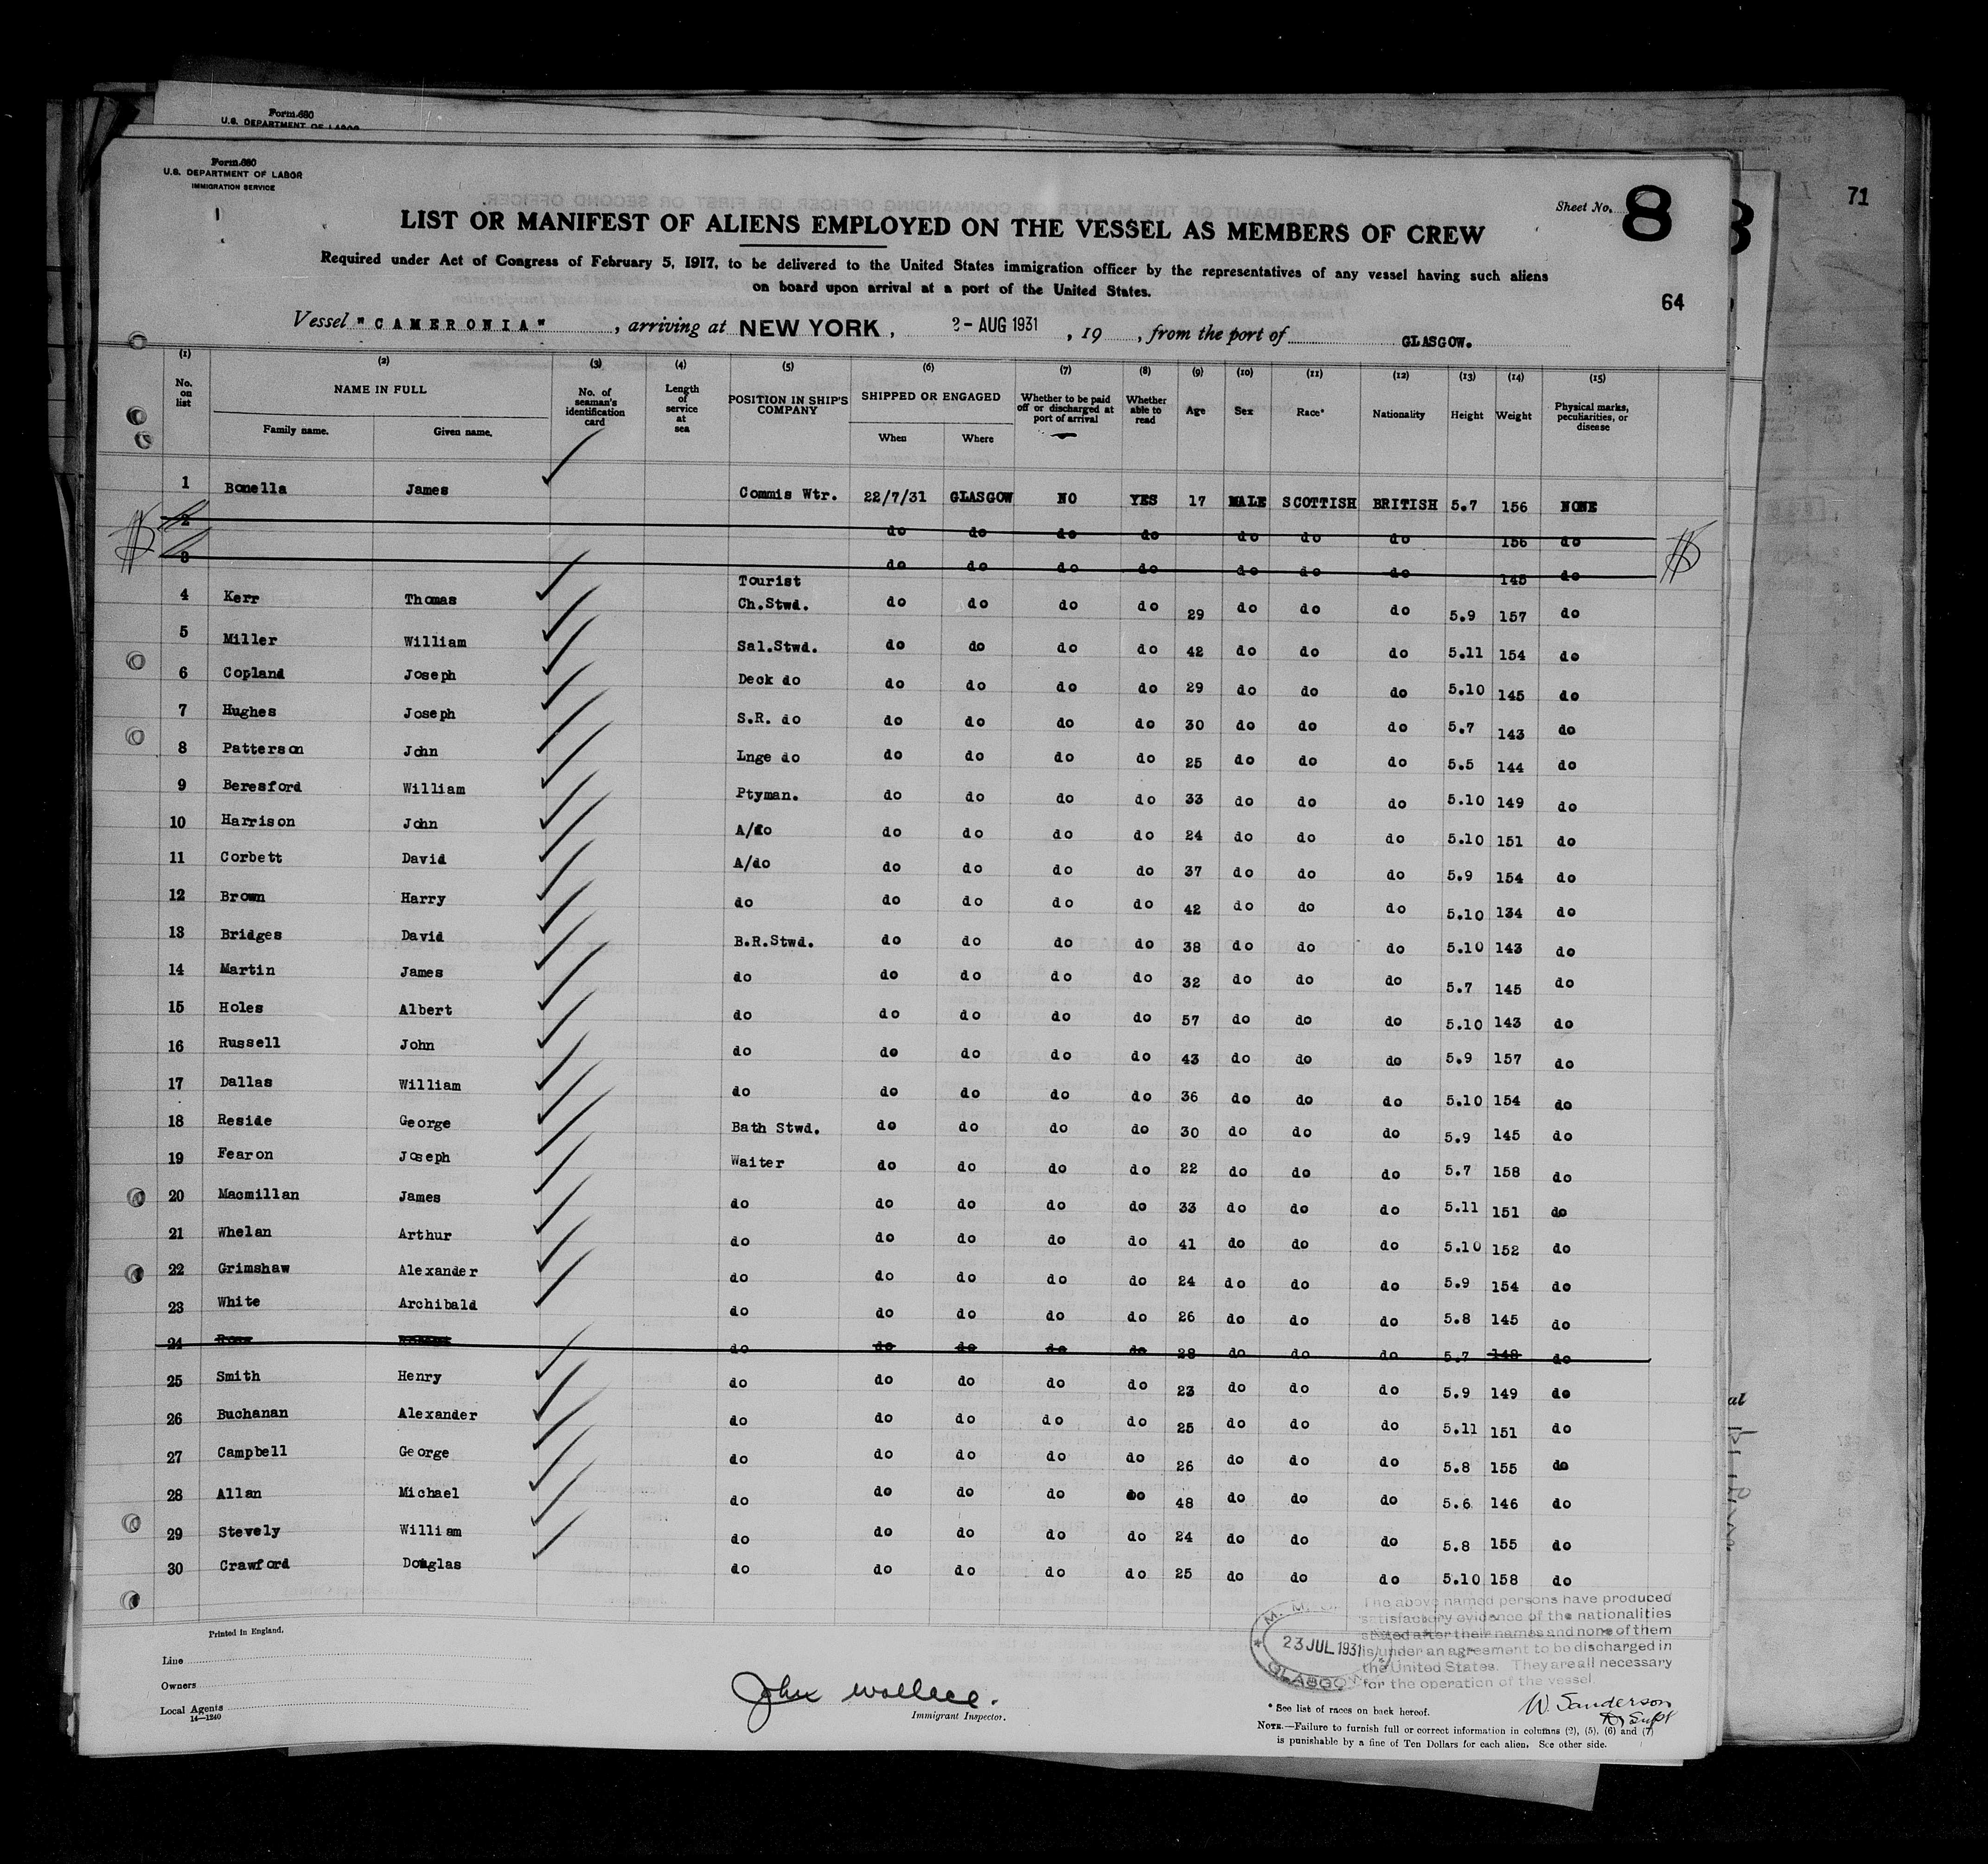 Form 680
U.S. DEPARTMENT OF LABOR
Form 680
U.S. DEPARTMENT OF LABOR
IMMIGRATION SERVICE
Sheet No. 8
71
64
LIST OR MANIFEST OF ALIENS EMPLOYED ON THE VESSEL AS MEMBERS OF CREW
Required under Act of Congress of February 5, 1917, to be delivered to the United States immigration officer by the representatives of any vessel having such aliens
on board upon arrival at a port of the United States.
Vessel "CAMERONIA", arriving at NEW YORK, 2- AUG 1931, 19 , from the port of GLASGOW.
(1) No. on list (2) NAME IN FULL Family name. Given name. (3) No. of seaman's identification card (4) Length of service at sea (5) POSITION IN SHIP'S COMPANY (6) SHIPPED OR ENGAGED When Where (7) Whether to be paid off or discharged at port of arrival (8) Whether able to read (9) Age (10) Sex (11) Race* (12) Nationality (13) Height (14) Weight (15) Physical marks, peculiarities, or disease
1 Bonella James Commis Wtr. 22/7/31 GLASGOW NO YES 17 MALE SCOTTISH BRITISH 5.7 156 NONE
2 do do do do do do do 156 do
3 do do do do do do do 145 do
4 Kerr Thomas Tourist Ch.Stwd. do do do do 29 do do do 5.9 157 do
5 Miller William Sal.Stwd. do do do do 42 do do do 5.11 154 do
6 Copland Joseph Deck do do do do do 29 do do do 5.10 145 do
7 Hughes Joseph S.R. do do do do do 30 do do do 5.7 143 do
8 Patterson John Lnge do do do do do 25 do do do 5.5 144 do
9 Beresford William Ptyman. do do do do 33 do do do 5.10 149 do
10 Harrison John A/do do do do do 24 do do do 5.10 151 do
11 Corbett David A/do do do do do 37 do do do 5.9 154 do
12 Brown Harry do do do do do 42 do do do 5.10 134 do
13 Bridges David B.R.Stwd. do do do do 38 do do do 5.10 143 do
14 Martin James do do do do do 32 do do do 5.7 145 do
15 Holes Albert do do do do do 57 do do do 5.10 143 do
16 Russell John do do do do do 43 do do do 5.9 157 do
17 Dallas William do do do do do 36 do do do 5.10 154 do
18 Reside George Bath Stwd. do do do do 30 do do do 5.9 145 do
19 Fearon Joseph Waiter do do do do 22 do do do 5.7 158 do
20 Macmillan James do do do do do 33 do do do 5.11 151 do
21 Whelan Arthur do do do do do 41 do do do 5.10 152 do
22 Grimshaw Alexander do do do do do 24 do do do 5.9 154 do
23 White Archibald do do do do do 26 do do do 5.8 145 do
24 do do do do do 28 do do do 5.7 148 do
25 Smith Henry do do do do do 23 do do do 5.9 149 do
26 Buchanan Alexander do do do do do 25 do do do 5.11 151 do
27 Campbell George do do do do do 26 do do do 5.8 155 do
28 Allan Michael do do do do do 48 do do do 5.6 146 do
29 Stevely William do do do do do 24 do do do 5.8 155 do
30 Crawford Douglas do do do do do 25 do do do 5.10 158 do
The above named persons have produced
satisfactory evidence of the nationalities
stated after their names and none of them
is under an agreement to be discharged in
the United States. They are all necessary
for the operation of the vessel.
23 JUL 1931
GLASGOW
Printed in England.
Line
Owners
Local Agents
14—1240
John Wallace.
Immigrant Inspector.
W. Sanderson
Supt
* See list of races on back hereof.
NOTE.—Failure to furnish full or correct information in columns (2), (5), (6) and (7)
is punishable by a fine of Ten Dollars for each alien. See other side.